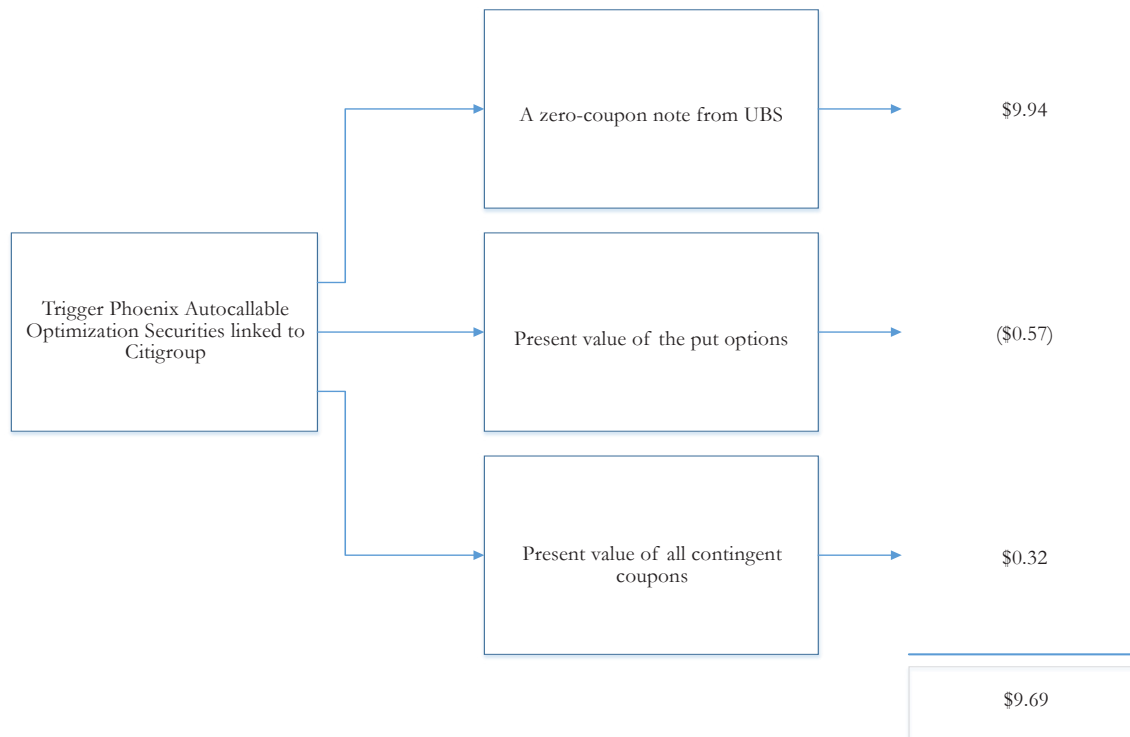 A zero-coupon note from UBS
$9.94
Trigger Phoenix Autocallable
Optimization Securities linked to
Citigroup
Present value of the put options
($0.57)
Present value of all contingent
coupons
$0.32
$9.69